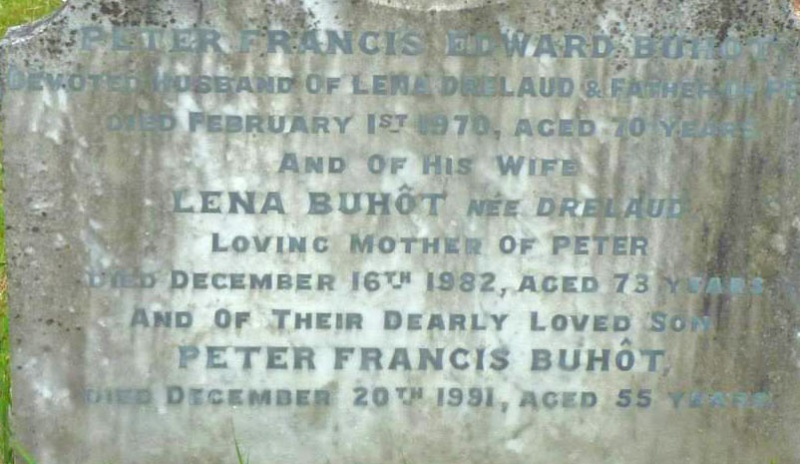 PETER FRANCIS EDWARD BUHÔT,
DEVOTED HUSBAND OF LENA DRELAUD & FATHER OF PE
DIED FEBRUARY 1ST 1970, AGED 70 YEARS
AND OF HIS WIFE
LENA BUHÔT NÉE DRELAUD
LOVING MOTHER OF PETER
DIED DECEMBER 16TH 1982, AGED 73 YEARS
AND OF THEIR DEARLY LOVED SON
PETER FRANCIS BUHÔT,
DIED DECEMBER 20TH 1991, AGED 55 YEARS